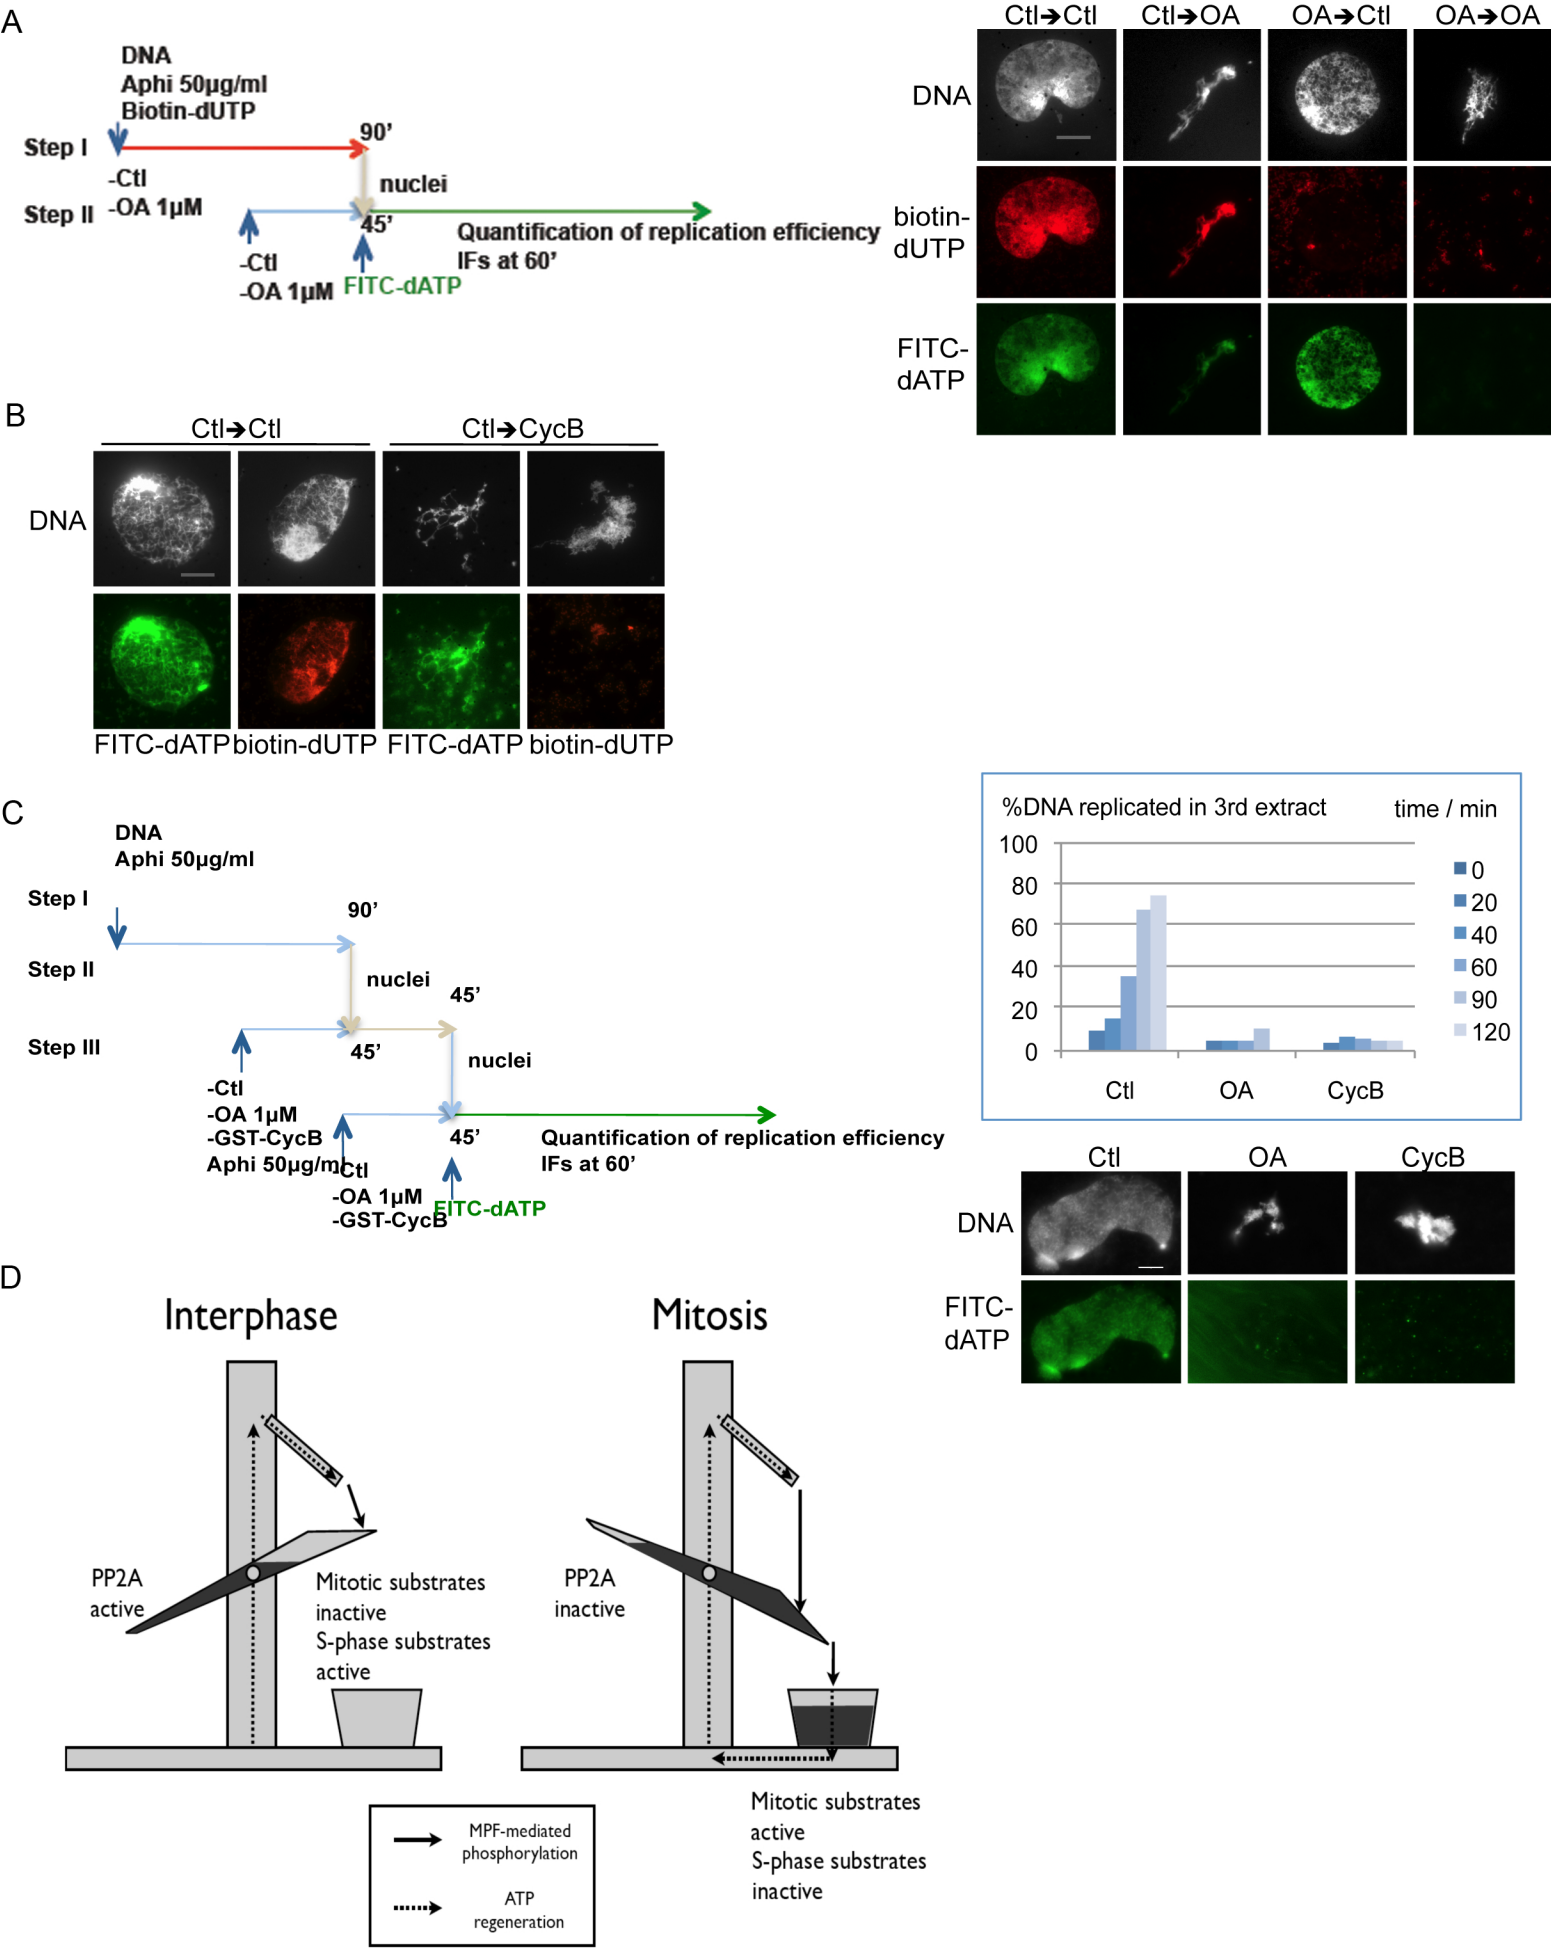 A
DNA
Aphi 50µg/ml
Biotin-dUTP
Step I
90’
-Ctl
-OA 1µM
nuclei
Step II
45’
-Ctl
-OA 1µM
FITC-dATP
Quantification of replication efficiency
IFs at 60’
Ctl➔Ctl
Ctl➔OA
OA➔Ctl
OA➔OA
DNA
biotin-
dUTP
FITC-
dATP
B
Ctl➔Ctl
Ctl➔CycB
DNA
FITC-dATP
biotin-dUTP
FITC-dATP
biotin-dUTP
C
DNA
Aphi 50µg/ml
Step I
90’
Step II
nuclei
45’
Step III
45’
nuclei
-Ctl
-OA 1µM
-GST-CycB
Aphi 50µg/ml
-Ctl
-OA 1µM
-GST-CycB
45’
FITC-dATP
Quantification of replication efficiency
IFs at 60’
%DNA replicated in 3rd extract
time / min
100
80
60
40
20
0
Ctl
OA
CycB
0
20
40
60
90
120
Ctl
OA
CycB
DNA
FITC-
dATP
D
Interphase
Mitosis
PP2A
active
Mitotic substrates
inactive
S-phase substrates
active
PP2A
inactive
Mitotic substrates
active
S-phase substrates
inactive
MPF-mediated
phosphorylation
ATP
regeneration